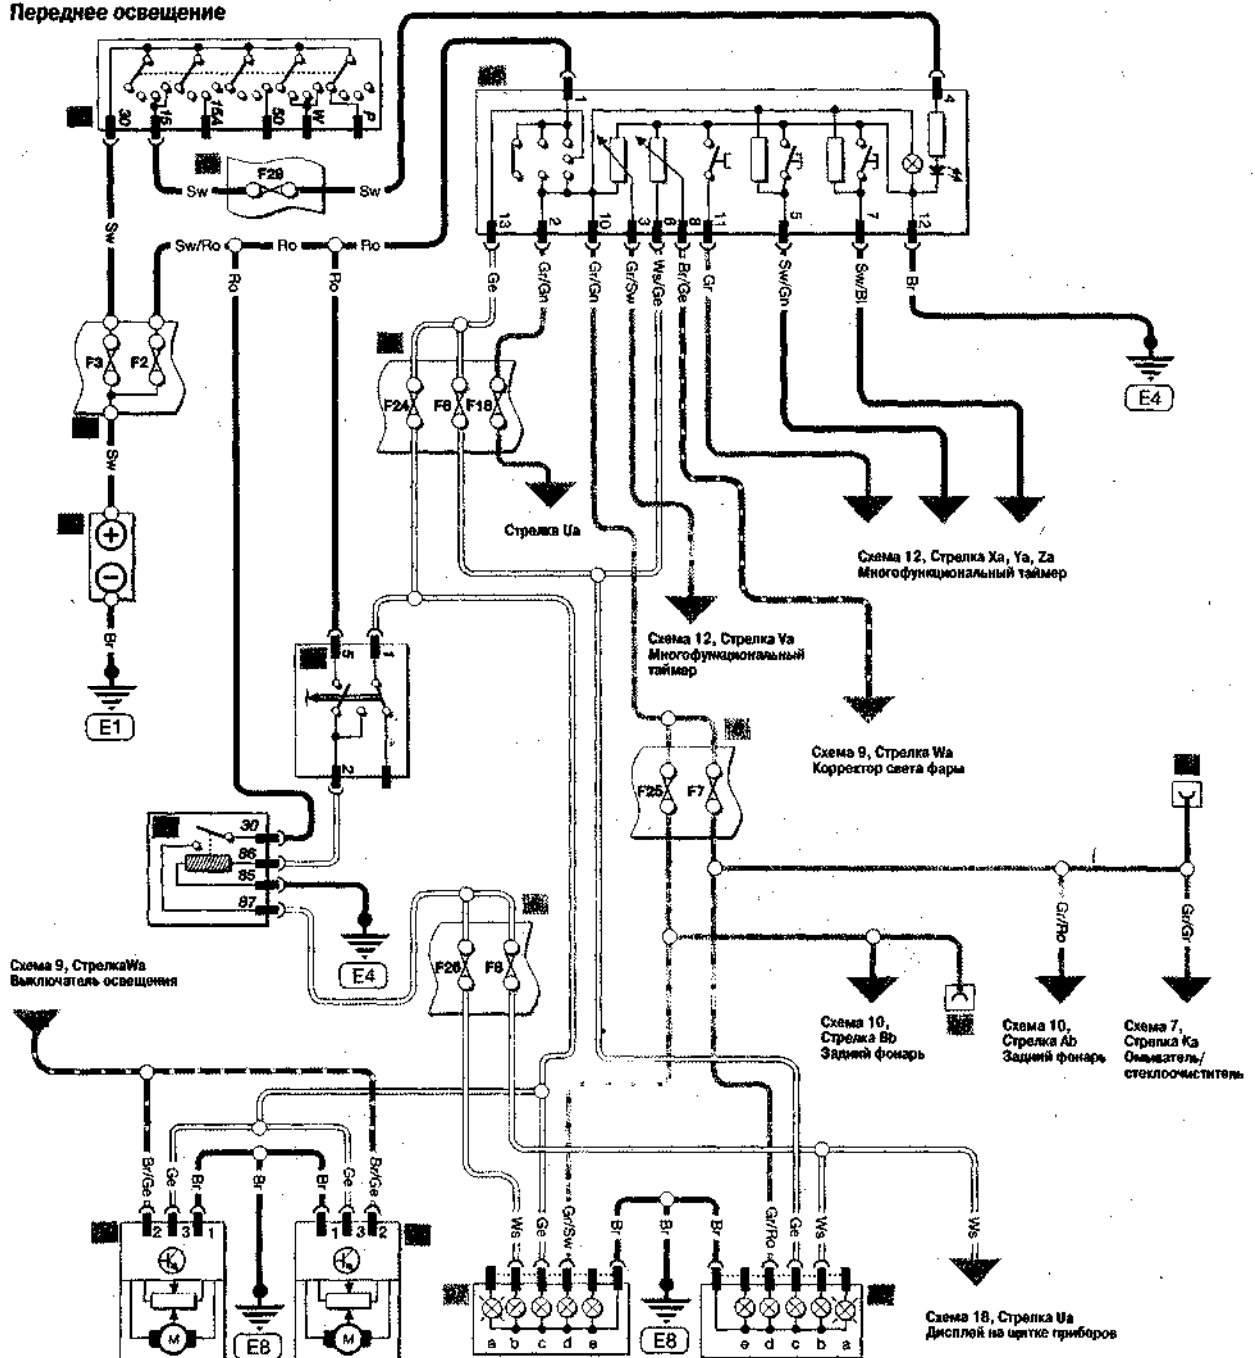 Переднее освещение
30
15
15A
50
W
P
F29
Sw
Sw
1
4
13
2
10
3
6
8
11
5
7
12
Sw
Sw/Ro
Ro
Ro
Ro
Ro
Ge
Gr/Gn
Gr/Gn
Gr/Sw
Ws/Ge
Br/Ge
Gr
Sw/Gn
Sw/Bl
Br
F3
F2
F24
F6
F18
E4
Sw
Стрелка Ua
Схема 12, Стрелка Xa, Ya, Za
Многофункциональный таймер
+
−
Br
E1
Схема 12, Стрелка Va
Многофункциональный
таймер
5
1
2
Схема 9, Стрелка Wa
Корректор света фары
F25
F7
30
86
85
87
E4
Gr/Ro
Gr/Gr
F26
F8
Схема 9, СтрелкаWa
Выключатель освещения
Схема 10,
Стрелка Bb
Задний фонарь
Схема 10,
Стрелка Ab
Задний фонарь
Схема 7,
Стрелка Ka
Омыватель/
стеклоочиститель
Br/Ge
Ge
Br
Br
Br
Ge
Br/Ge
Ws
Ge
Gr/Sw
Br
Br
Br
Gr/Ro
Ge
Ws
Ws
2
3
1
1
3
2
M
E8
M
a
b
c
d
e
E8
e
d
c
b
a
Схема 18, Стрелка Ua
Дисплей на щитке приборов